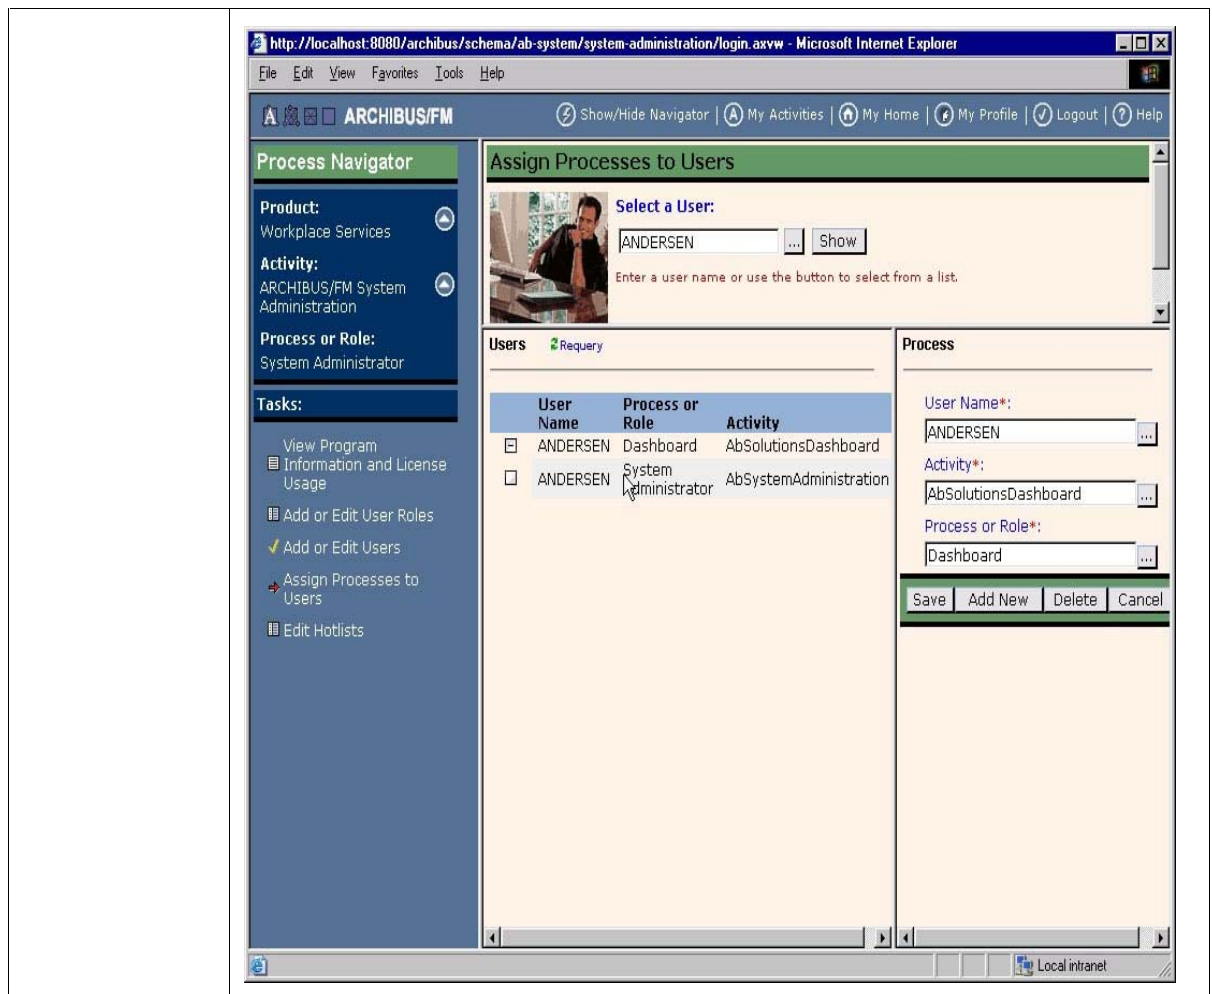 http://localhost:8080/archibus/schema/ab-system/system-administration/login.axvw - Microsoft Internet Explorer
File Edit View Favorites Tools Help
A ARCHIBUS/FM
Show/Hide Navigator | A My Activities | My Home | My Profile | Logout | ? Help
Process Navigator
Product:
Workplace Services
Activity:
ARCHIBUS/FM System
Administration
Process or Role:
System Administrator
Tasks:
View Program
Information and License
Usage
Add or Edit User Roles
Add or Edit Users
Assign Processes to
Users
Edit Hotlists
Assign Processes to Users
Select a User:
ANDERSEN ... Show
Enter a user name or use the button to select from a list.
Users Requery
User Process or
Name Role Activity
ANDERSEN Dashboard AbSolutionsDashboard
System
ANDERSEN Administrator AbSystemAdministration
Process
User Name*:
ANDERSEN ...
Activity*:
AbSolutionsDashboard ...
Process or Role*:
Dashboard ...
Save Add New Delete Cancel
Local intranet